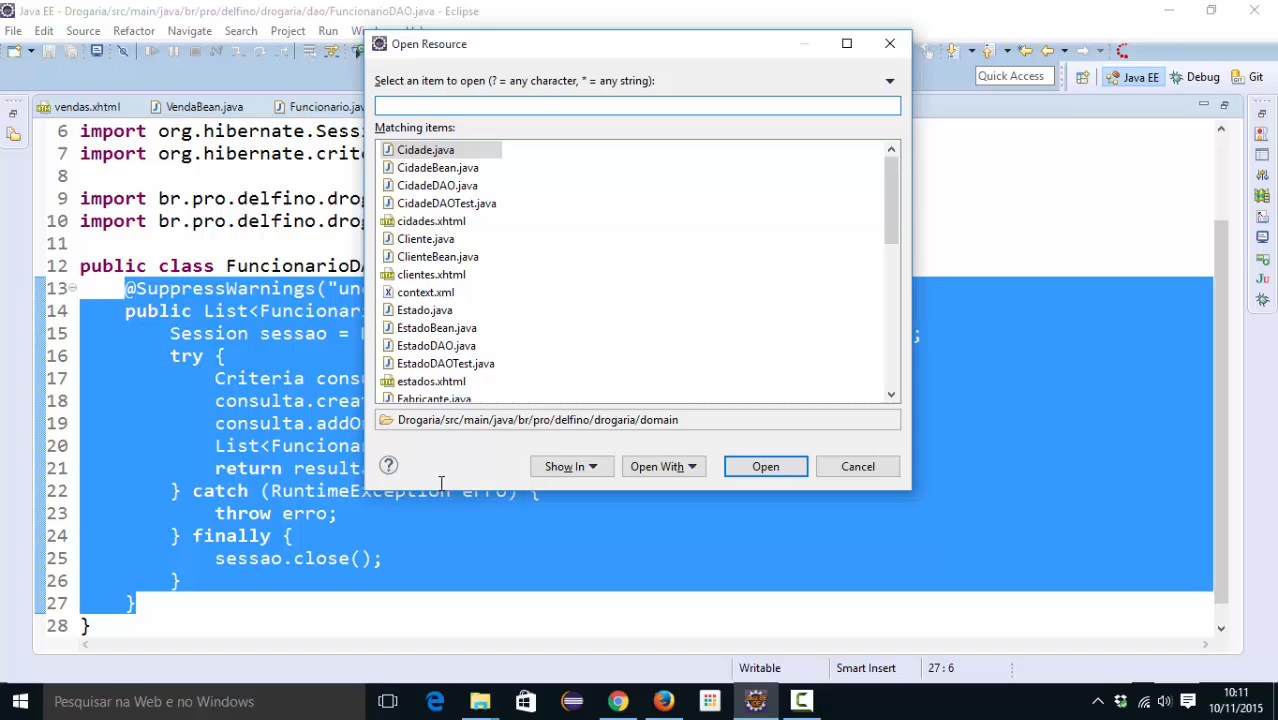 Java EE - Drogaria/src/main/java/br/pro/delfino/drogaria/dao/FuncionarioDAO.java - Eclipse
File Edit Source Refactor Navigate Search Project Run
Quick Access Java EE Debug Git
vendas.xhtml VendaBean.java Funcionario.jav
Open Resource
Select an item to open (? = any character, * = any string):
Matching items:
Cidade.java
CidadeBean.java
CidadeDAO.java
CidadeDAOTest.java
cidades.xhtml
Cliente.java
ClienteBean.java
clientes.xhtml
context.xml
Estado.java
EstadoBean.java
EstadoDAO.java
EstadoDAOTest.java
estados.xhtml
Fabricante.java
Drogaria/src/main/java/br/pro/delfino/drogaria/domain
Show In Open With Open Cancel
6 import org.hibernate.Ses
7 import org.hibernate.crite
8
9 import br.pro.delfino.drog
10 import br.pro.delfino.drog
11
12 public class FuncionarioDA
13 @SuppressWarnings("un
14 public List<Funcionar
15 Session sessao = ;
16 try {
17 Criteria cons
18 consulta.crea
19 consulta.addO
20 List<Funciona
21 return result
22 } catch (RuntimeException erro) {
23 throw erro;
24 } finally {
25 sessao.close();
26 }
27 }
28 }
Writable Smart Insert 27 : 6
Pesquisar na Web e no Windows
10:11
10/11/2015